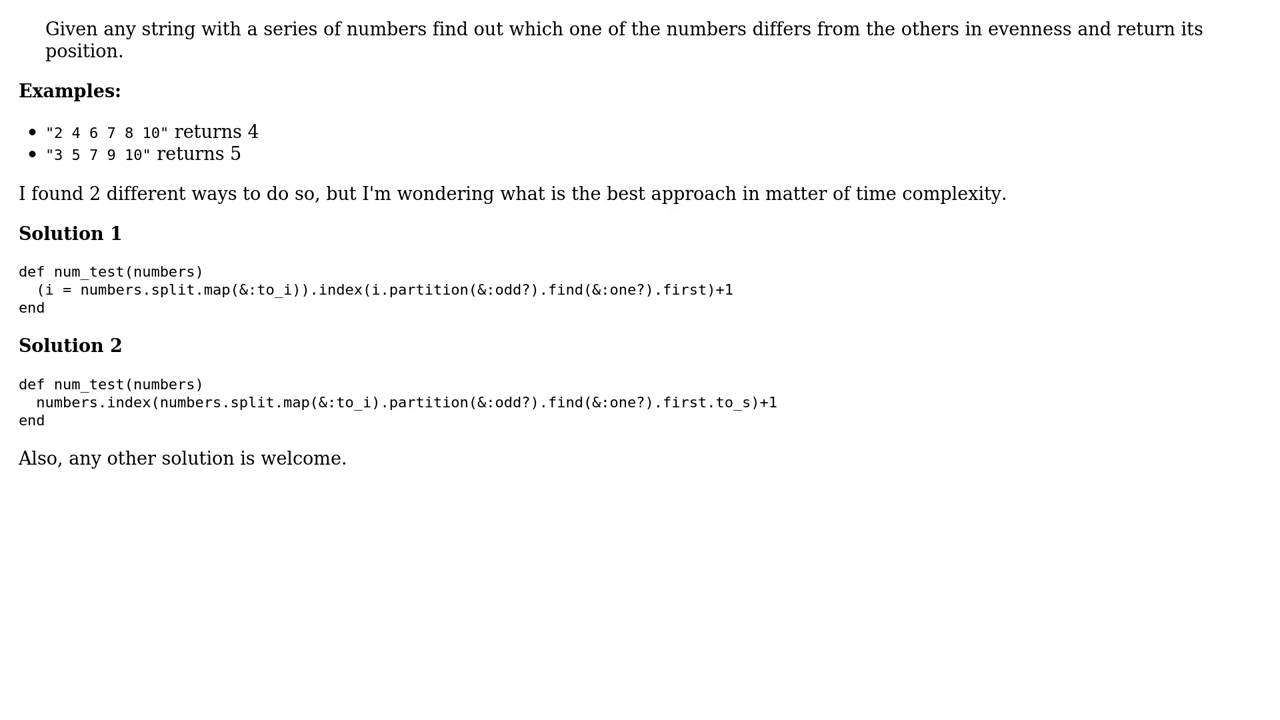 Given any string with a series of numbers find out which one of the numbers differs from the others in evenness and return its
position.
Examples:
• "2 4 6 7 8 10" returns 4
• "3 5 7 9 10" returns 5
I found 2 different ways to do so, but I'm wondering what is the best approach in matter of time complexity.
Solution 1
def num_test(numbers)
  (i = numbers.split.map(&:to_i)).index(i.partition(&:odd?).find(&:one?).first)+1
end
Solution 2
def num_test(numbers)
  numbers.index(numbers.split.map(&:to_i).partition(&:odd?).find(&:one?).first.to_s)+1
end
Also, any other solution is welcome.